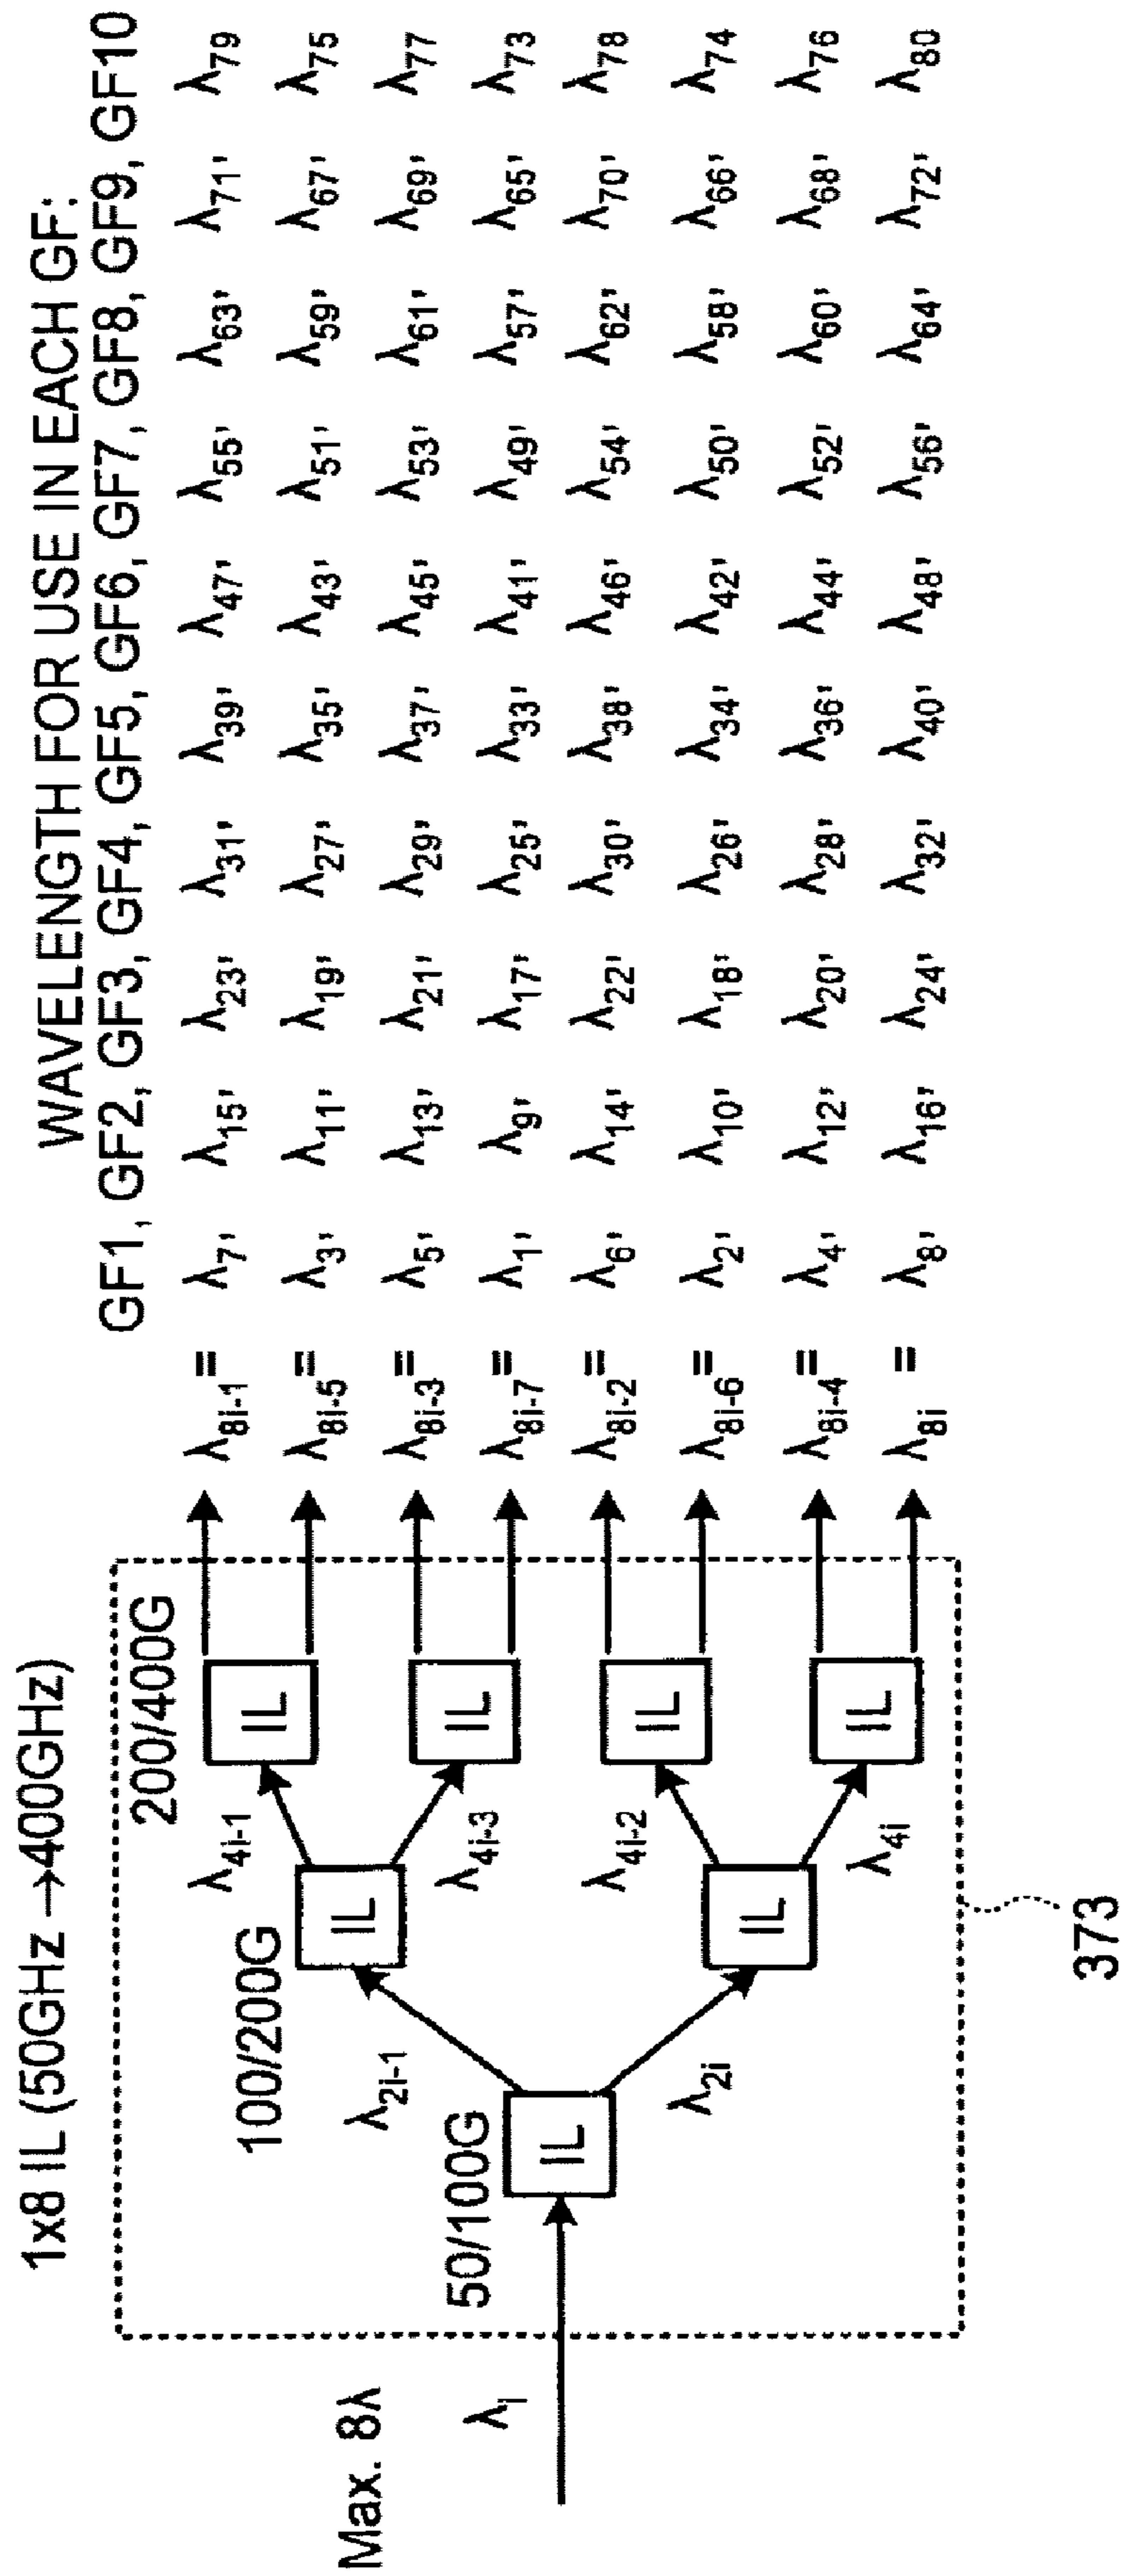 1x8 IL (50GHz →400GHz)
WAVELENGTH FOR USE IN EACH GF:
GF1, GF2, GF3, GF4, GF5, GF6, GF7, GF8, GF9, GF10
Max. 8λ
λi
50/100G
IL
λ2i-1
λ2i
100/200G
IL
IL
λ4i-1
λ4i-3
λ4i-2
λ4i
200/400G
IL
IL
IL
IL
λ8i-1 = λ7, λ15, λ23, λ31, λ39, λ47, λ55, λ63, λ71, λ79
λ8i-5 = λ3, λ11, λ19, λ27, λ35, λ43, λ51, λ59, λ67, λ75
λ8i-3 = λ5, λ13, λ21, λ29, λ37, λ45, λ53, λ61, λ69, λ77
λ8i-7 = λ1, λ9, λ17, λ25, λ33, λ41, λ49, λ57, λ65, λ73
λ8i-2 = λ6, λ14, λ22, λ30, λ38, λ46, λ54, λ62, λ70, λ78
λ8i-6 = λ2, λ10, λ18, λ26, λ34, λ42, λ50, λ58, λ66, λ74
λ8i-4 = λ4, λ12, λ20, λ28, λ36, λ44, λ52, λ60, λ68, λ76
λ8i = λ8, λ16, λ24, λ32, λ40, λ48, λ56, λ64, λ72, λ80
373